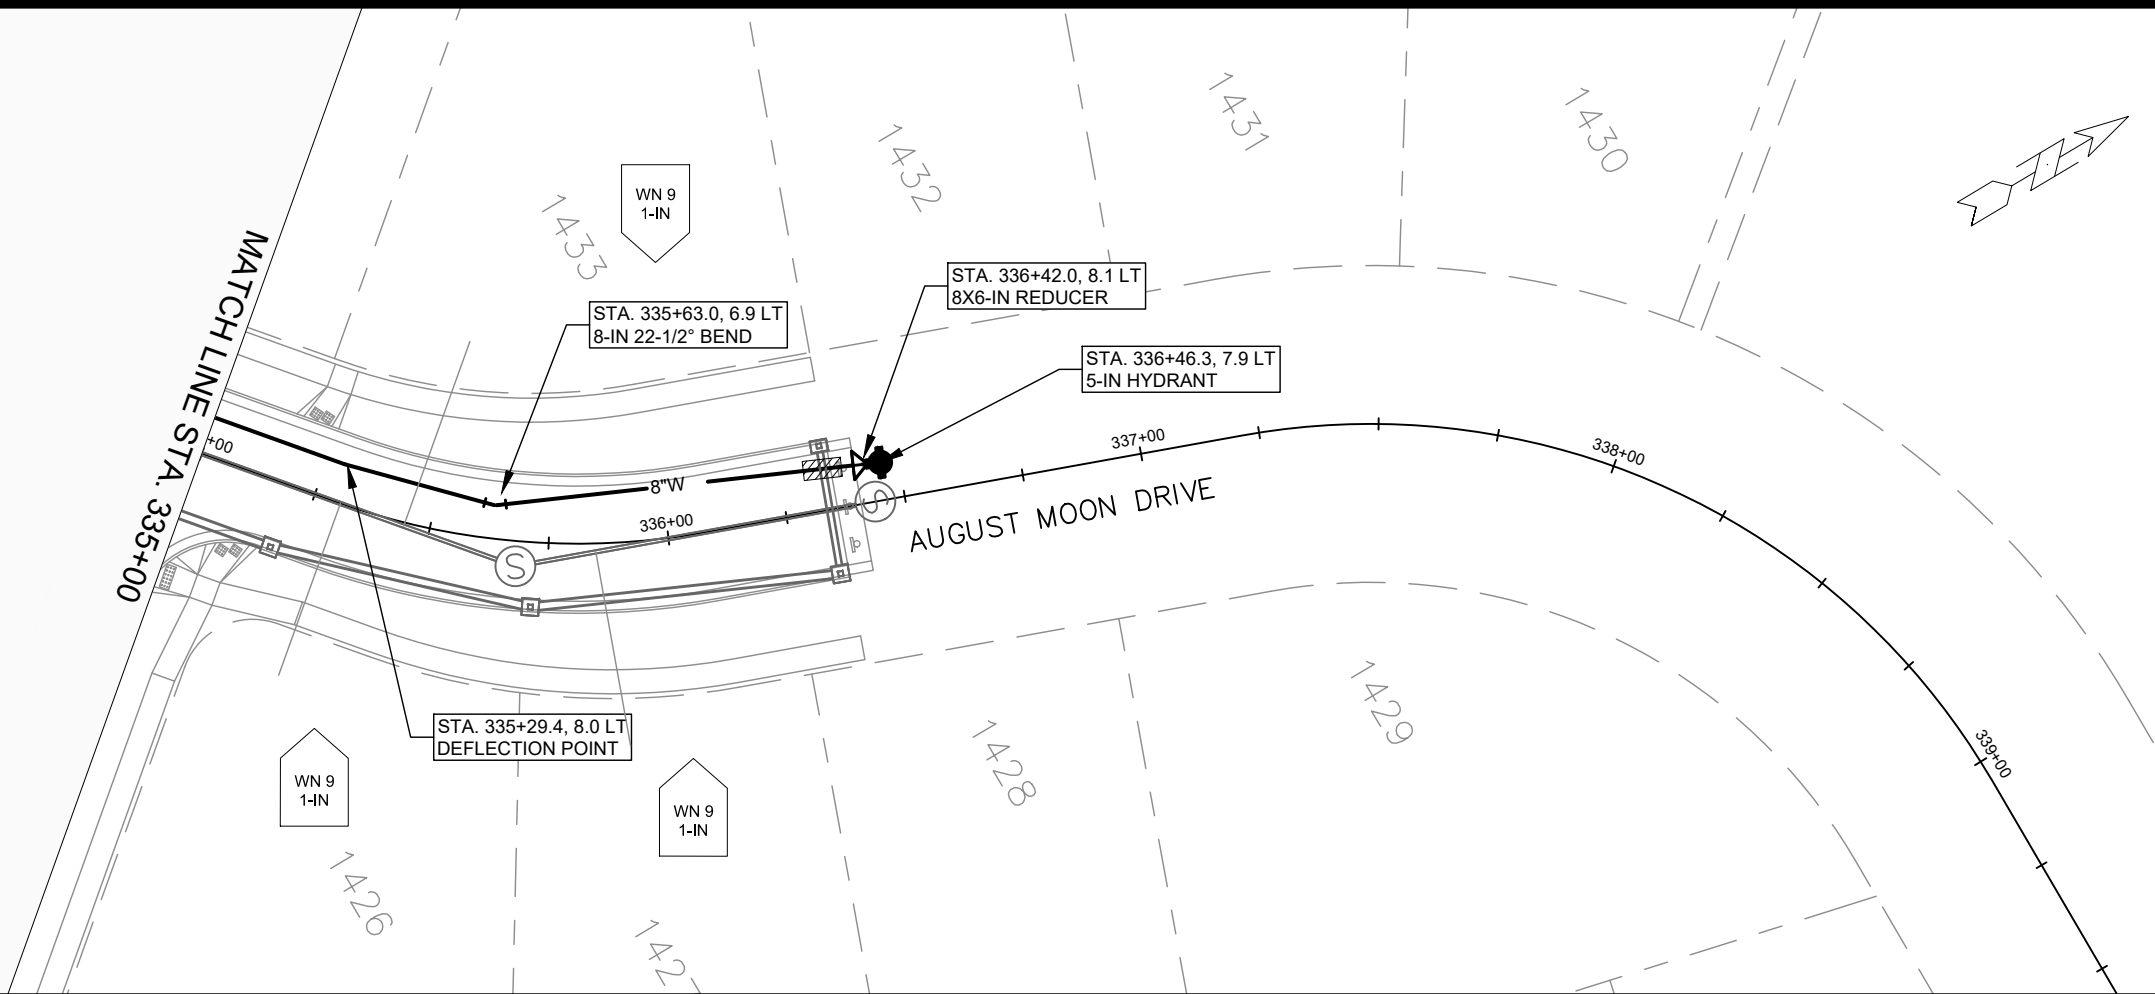 1431
1430
1432
WN 9
1-IN
1433
MATCH LINE STA. 335+00
STA. 336+42.0, 8.1 LT
8X6-IN REDUCER
STA. 335+63.0, 6.9 LT
8-IN 22-1/2° BEND
STA. 336+46.3, 7.9 LT
5-IN HYDRANT
+00
8"W
336+00
337+00
338+00
339+00
S
S
AUGUST MOON DRIVE
STA. 335+29.4, 8.0 LT
DEFLECTION POINT
1429
1428
WN 9
1-IN
WN 9
1-IN
1426
142